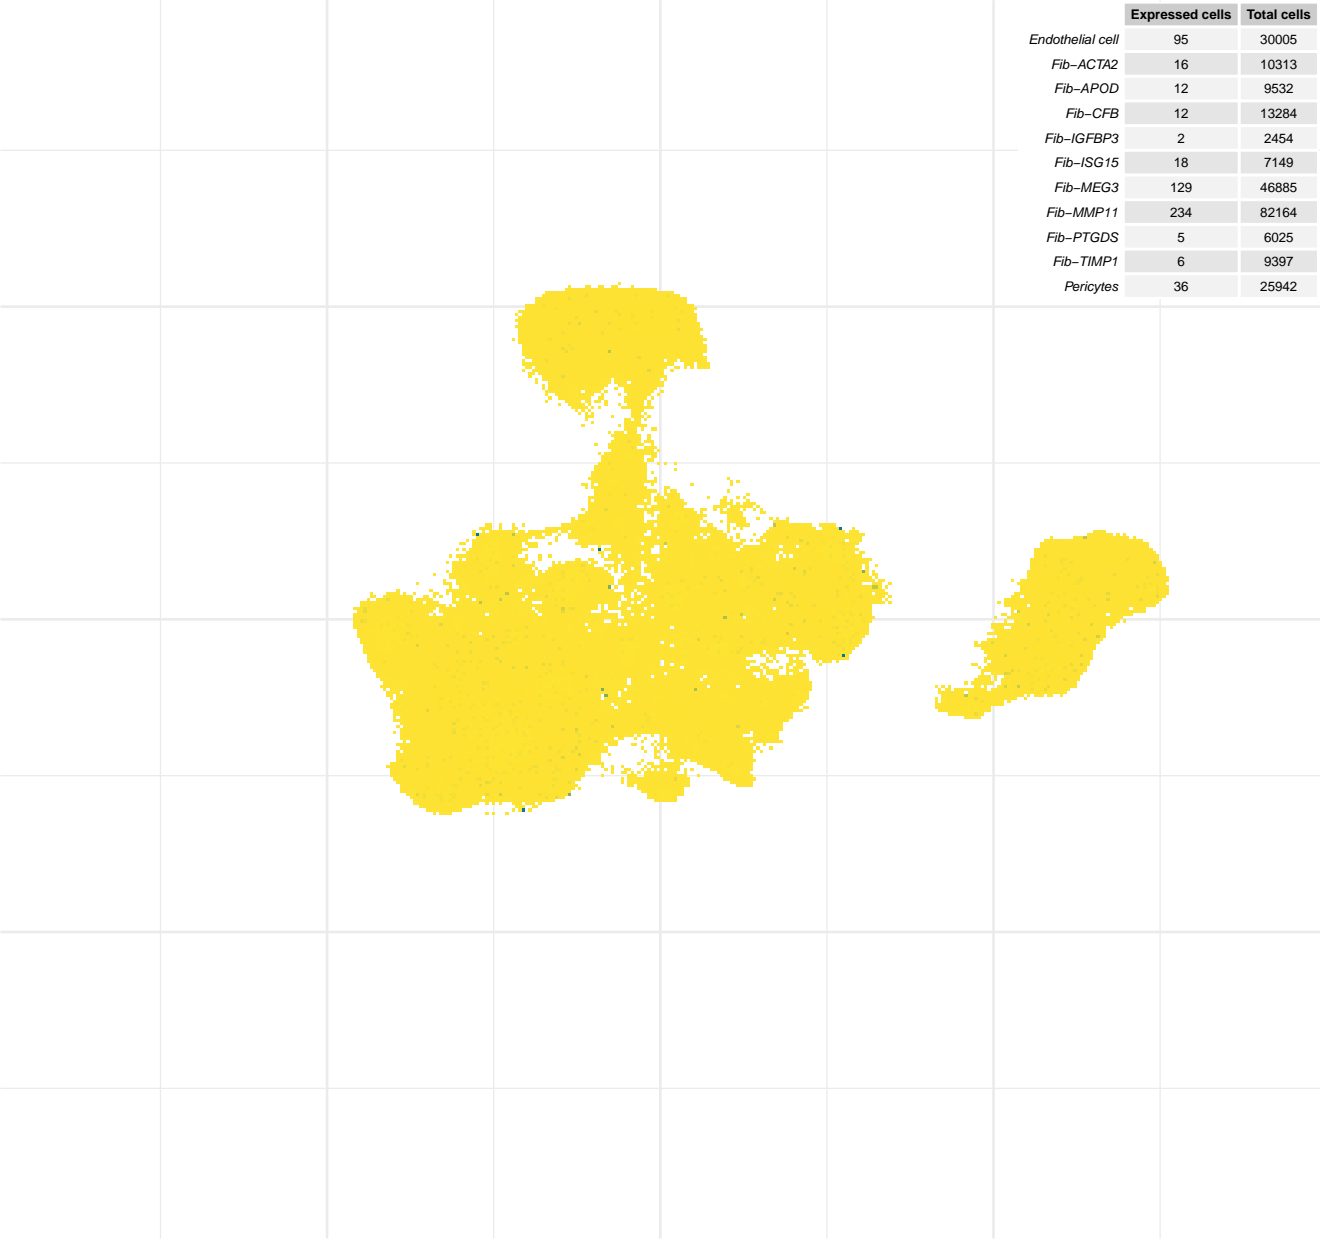 Expressed cells Total cells
Endothelial cell 95 30005
Fib−ACTA2 16 10313
Fib−APOD 12 9532
Fib−CFB 12 13284
Fib−IGFBP3 2 2454
Fib−ISG15 18 7149
Fib−MEG3 129 46885
Fib−MMP11 234 82164
Fib−PTGDS 5 6025
Fib−TIMP1 6 9397
Pericytes 36 25942